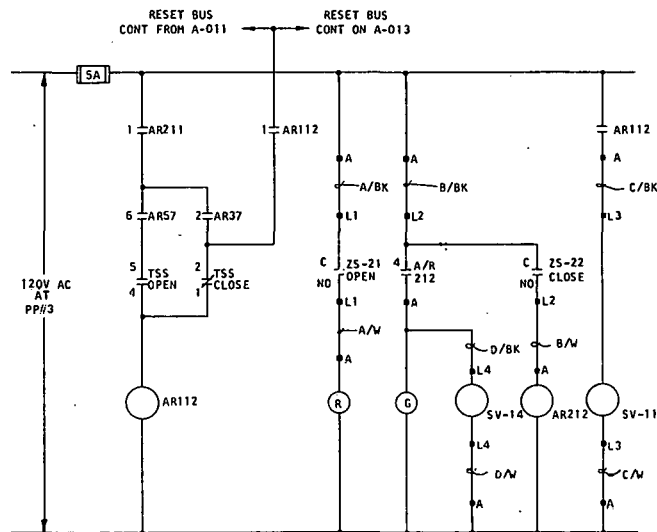 RESET BUS
CONT FROM A-011
RESET BUS
CONT ON A-013
5A
1 AR211
1 AR112
AR112
A
A
A
A/BK
B/BK
C/BK
6 AR57
2 AR37
L1
L2
L3
120V AC
AT
PP#3
5
TSS
OPEN
4
2
TSS
CLOSE
1
C ZS-21
OPEN
NO
4 A/R
212
C ZS-22
CLOSE
NO
L1
A
L2
A/W
D/BK
B/W
A
L4
A
AR112
R
G
SV-14
AR212
SV-11
L4
L3
D/W
C/W
A
A